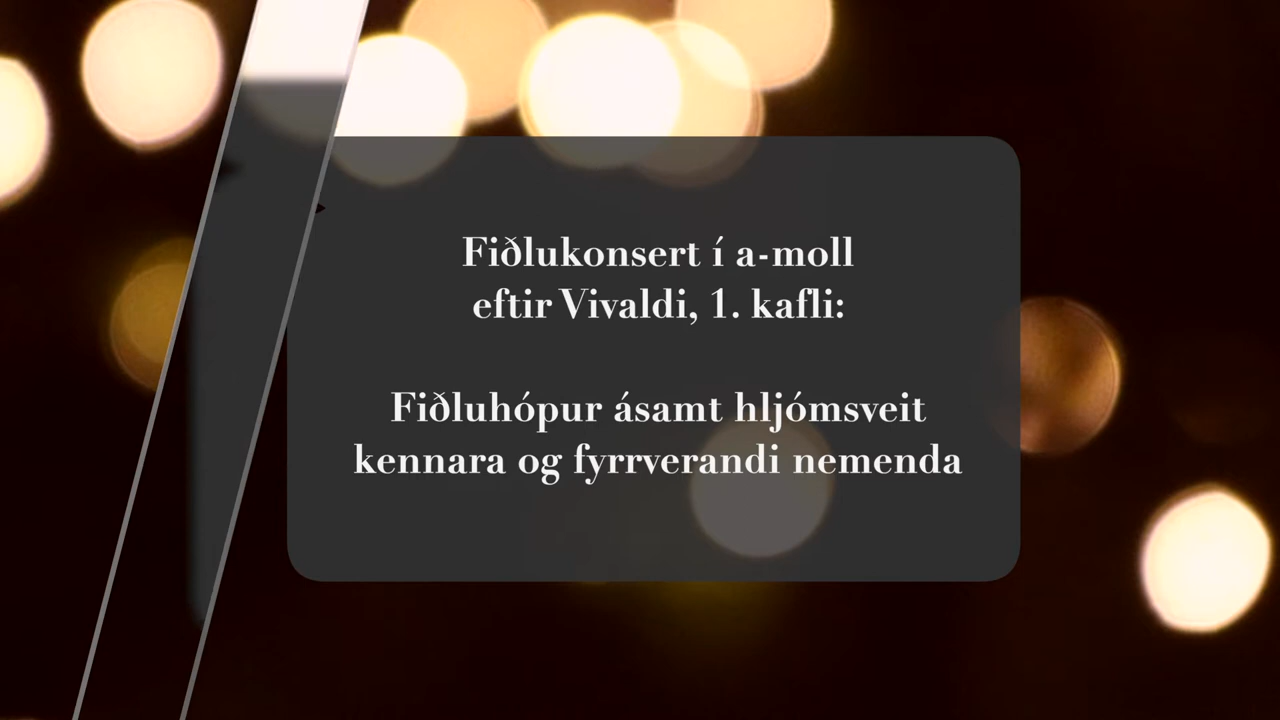 Fiðlukonsert í a-moll
eftir Vivaldi, 1. kafli:
Fiðluhópur ásamt hljómsveit
kennara og fyrrverandi nemenda